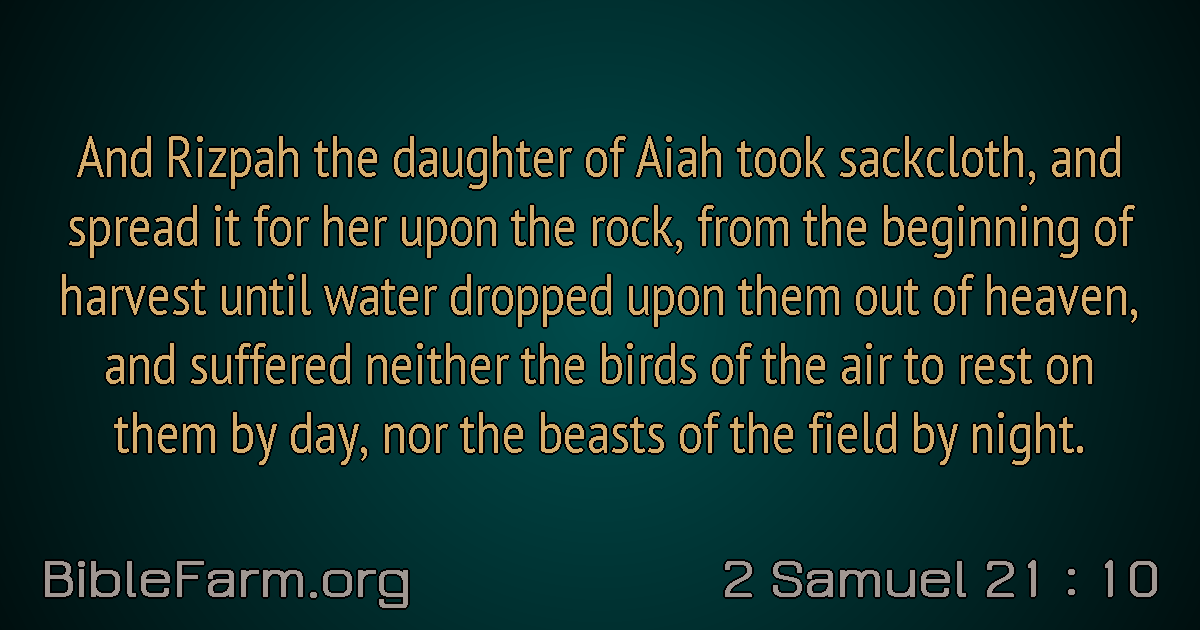 And Rizpah the daughter of Aiah took sackcloth, and
spread it for her upon the rock, from the beginning of
harvest until water dropped upon them out of heaven,
and suffered neither the birds of the air to rest on
them by day, nor the beasts of the field by night.
BibleFarm.org
2 Samuel 21 : 10